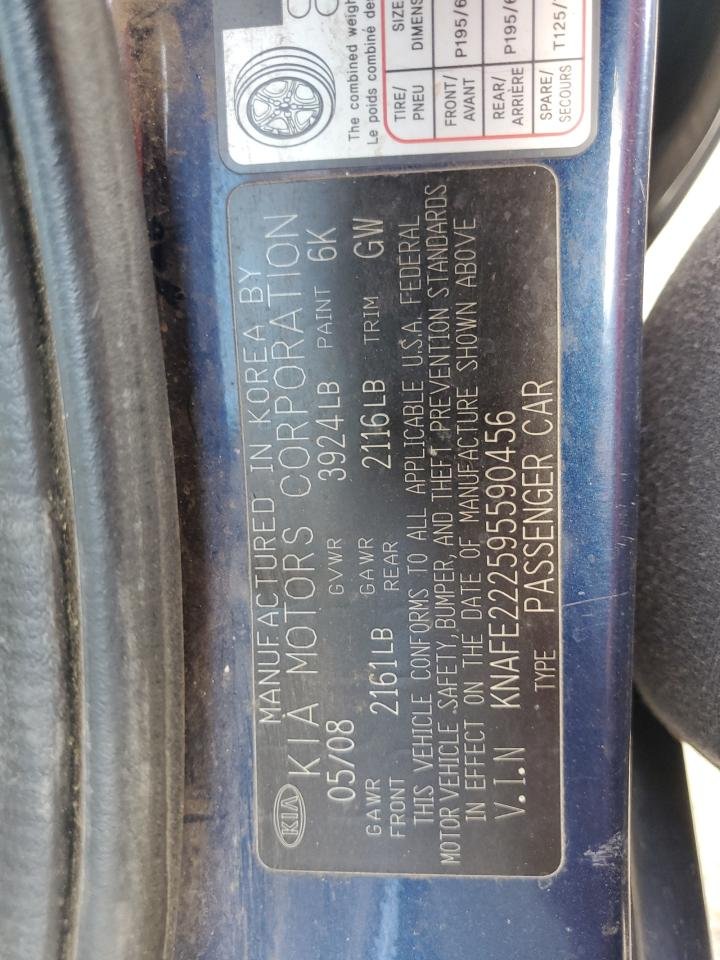 The combined weigh
Le poids combiné des
TIRE/ PNEU
SIZE
DIMENS
FRONT/ AVANT
P195/6
REAR/ ARRIÈRE
P195/6
SPARE/ SECOURS
T125/
MANUFACTURED IN KOREA BY
KIA KIA MOTORS CORPORATION
05/08 GVWR 3924LB PAINT 6K
GAWR FRONT 2161LB GAWR REAR 2116LB TRIM GW
THIS VEHICLE CONFORMS TO ALL APPLICABLE U.S.A. FEDERAL
MOTOR VEHICLE SAFETY, BUMPER, AND THEFT PREVENTION STANDARDS
IN EFFECT ON THE DATE OF MANUFACTURE SHOWN ABOVE
V.I.N KNAFE222595590456
TYPE PASSENGER CAR